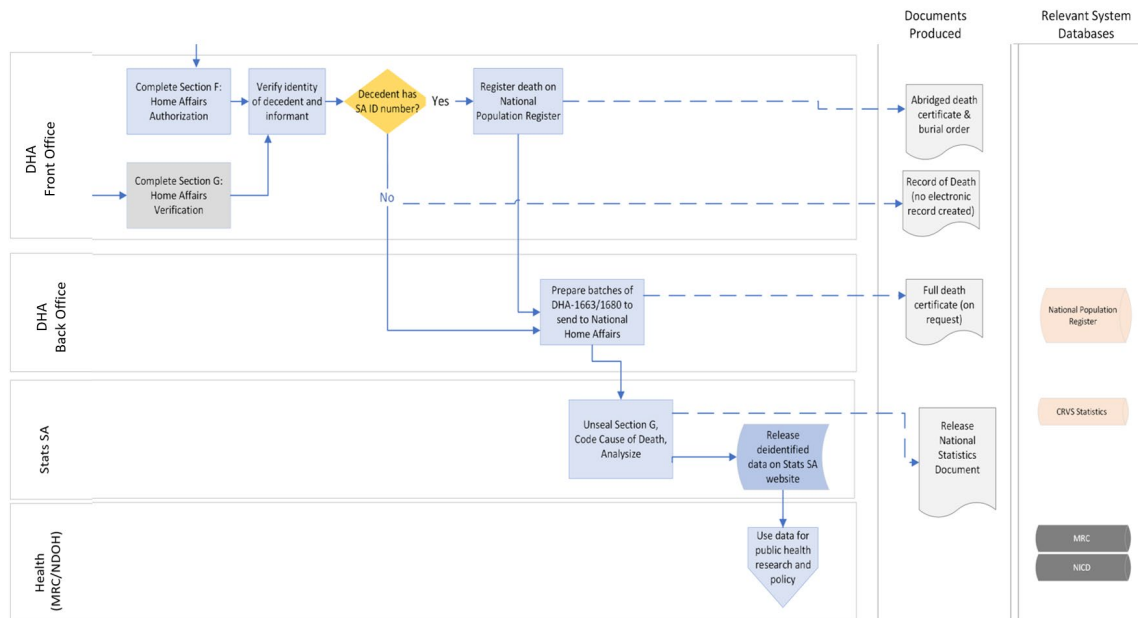 Documents
Produced
Relevant System
Databases
DHA
Front Office
Complete Section F:
Home Affairs
Authorization
Verify identity
of decedent and
informant
Decedent has
SA ID number?
Yes
Register death on
National
Population Register
Abridged death
certificate &
burial order
Complete Section G:
Home Affairs
Verification
No
Record of Death
(no electronic
record created)
DHA
Back Office
Prepare batches of
DHA-1663/1680 to
send to National
Home Affairs
Full death
certificate (on
request)
National Population
Register
Stats SA
Unseal Section G,
Code Cause of Death,
Analysize
Release
deidentified
data on Stats SA
website
Release
National
Statistics
Document
CRVS Statistics
Health
(MRC/NDOH)
Use data for
public health
research and
policy
MRC
NICD